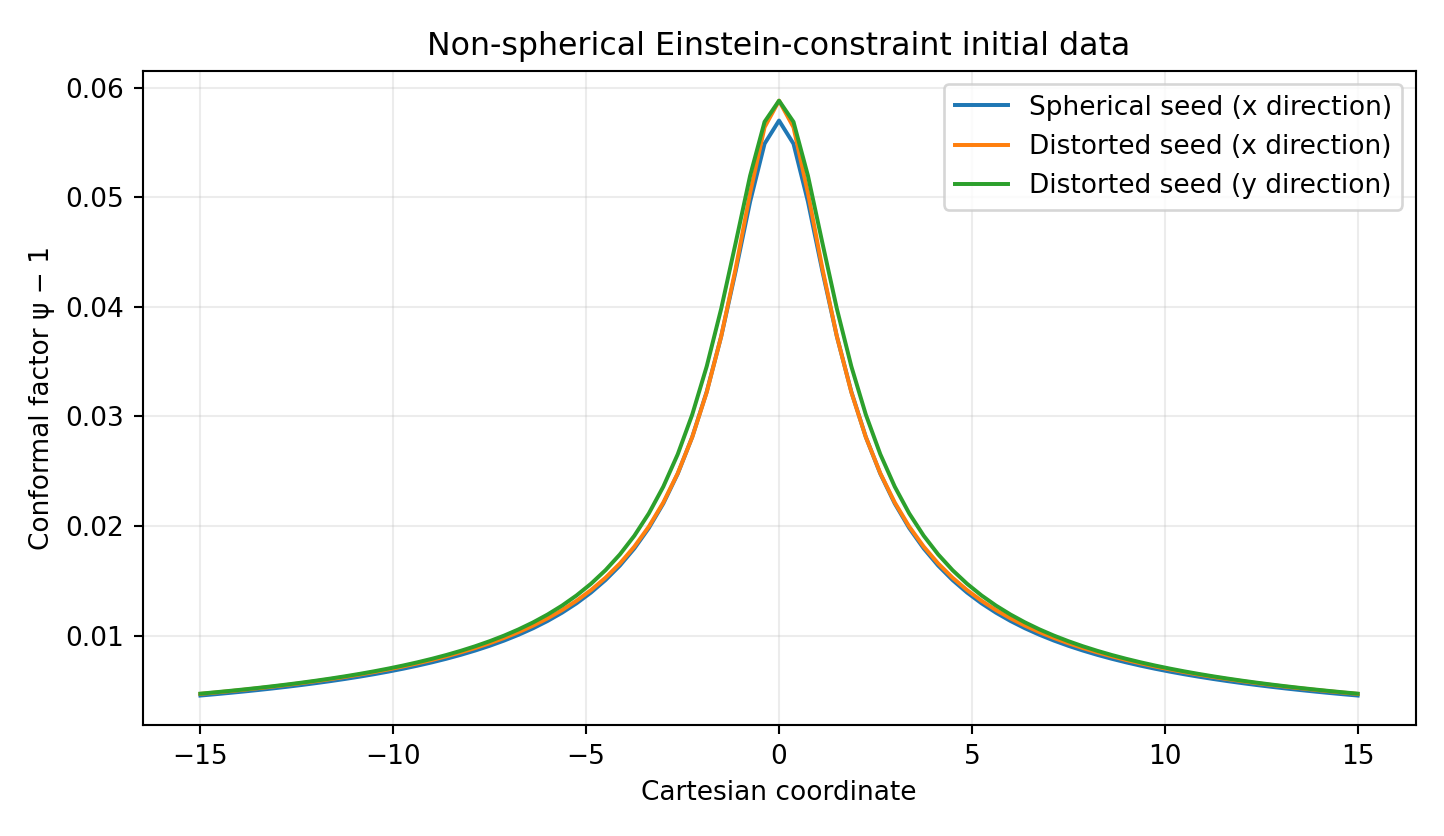 Non-spherical Einstein-constraint initial data
Spherical seed (x direction)
Distorted seed (x direction)
Distorted seed (y direction)
Conformal factor ψ − 1
0.06
0.05
0.04
0.03
0.02
0.01
−15
−10
−5
0
5
10
15
Cartesian coordinate